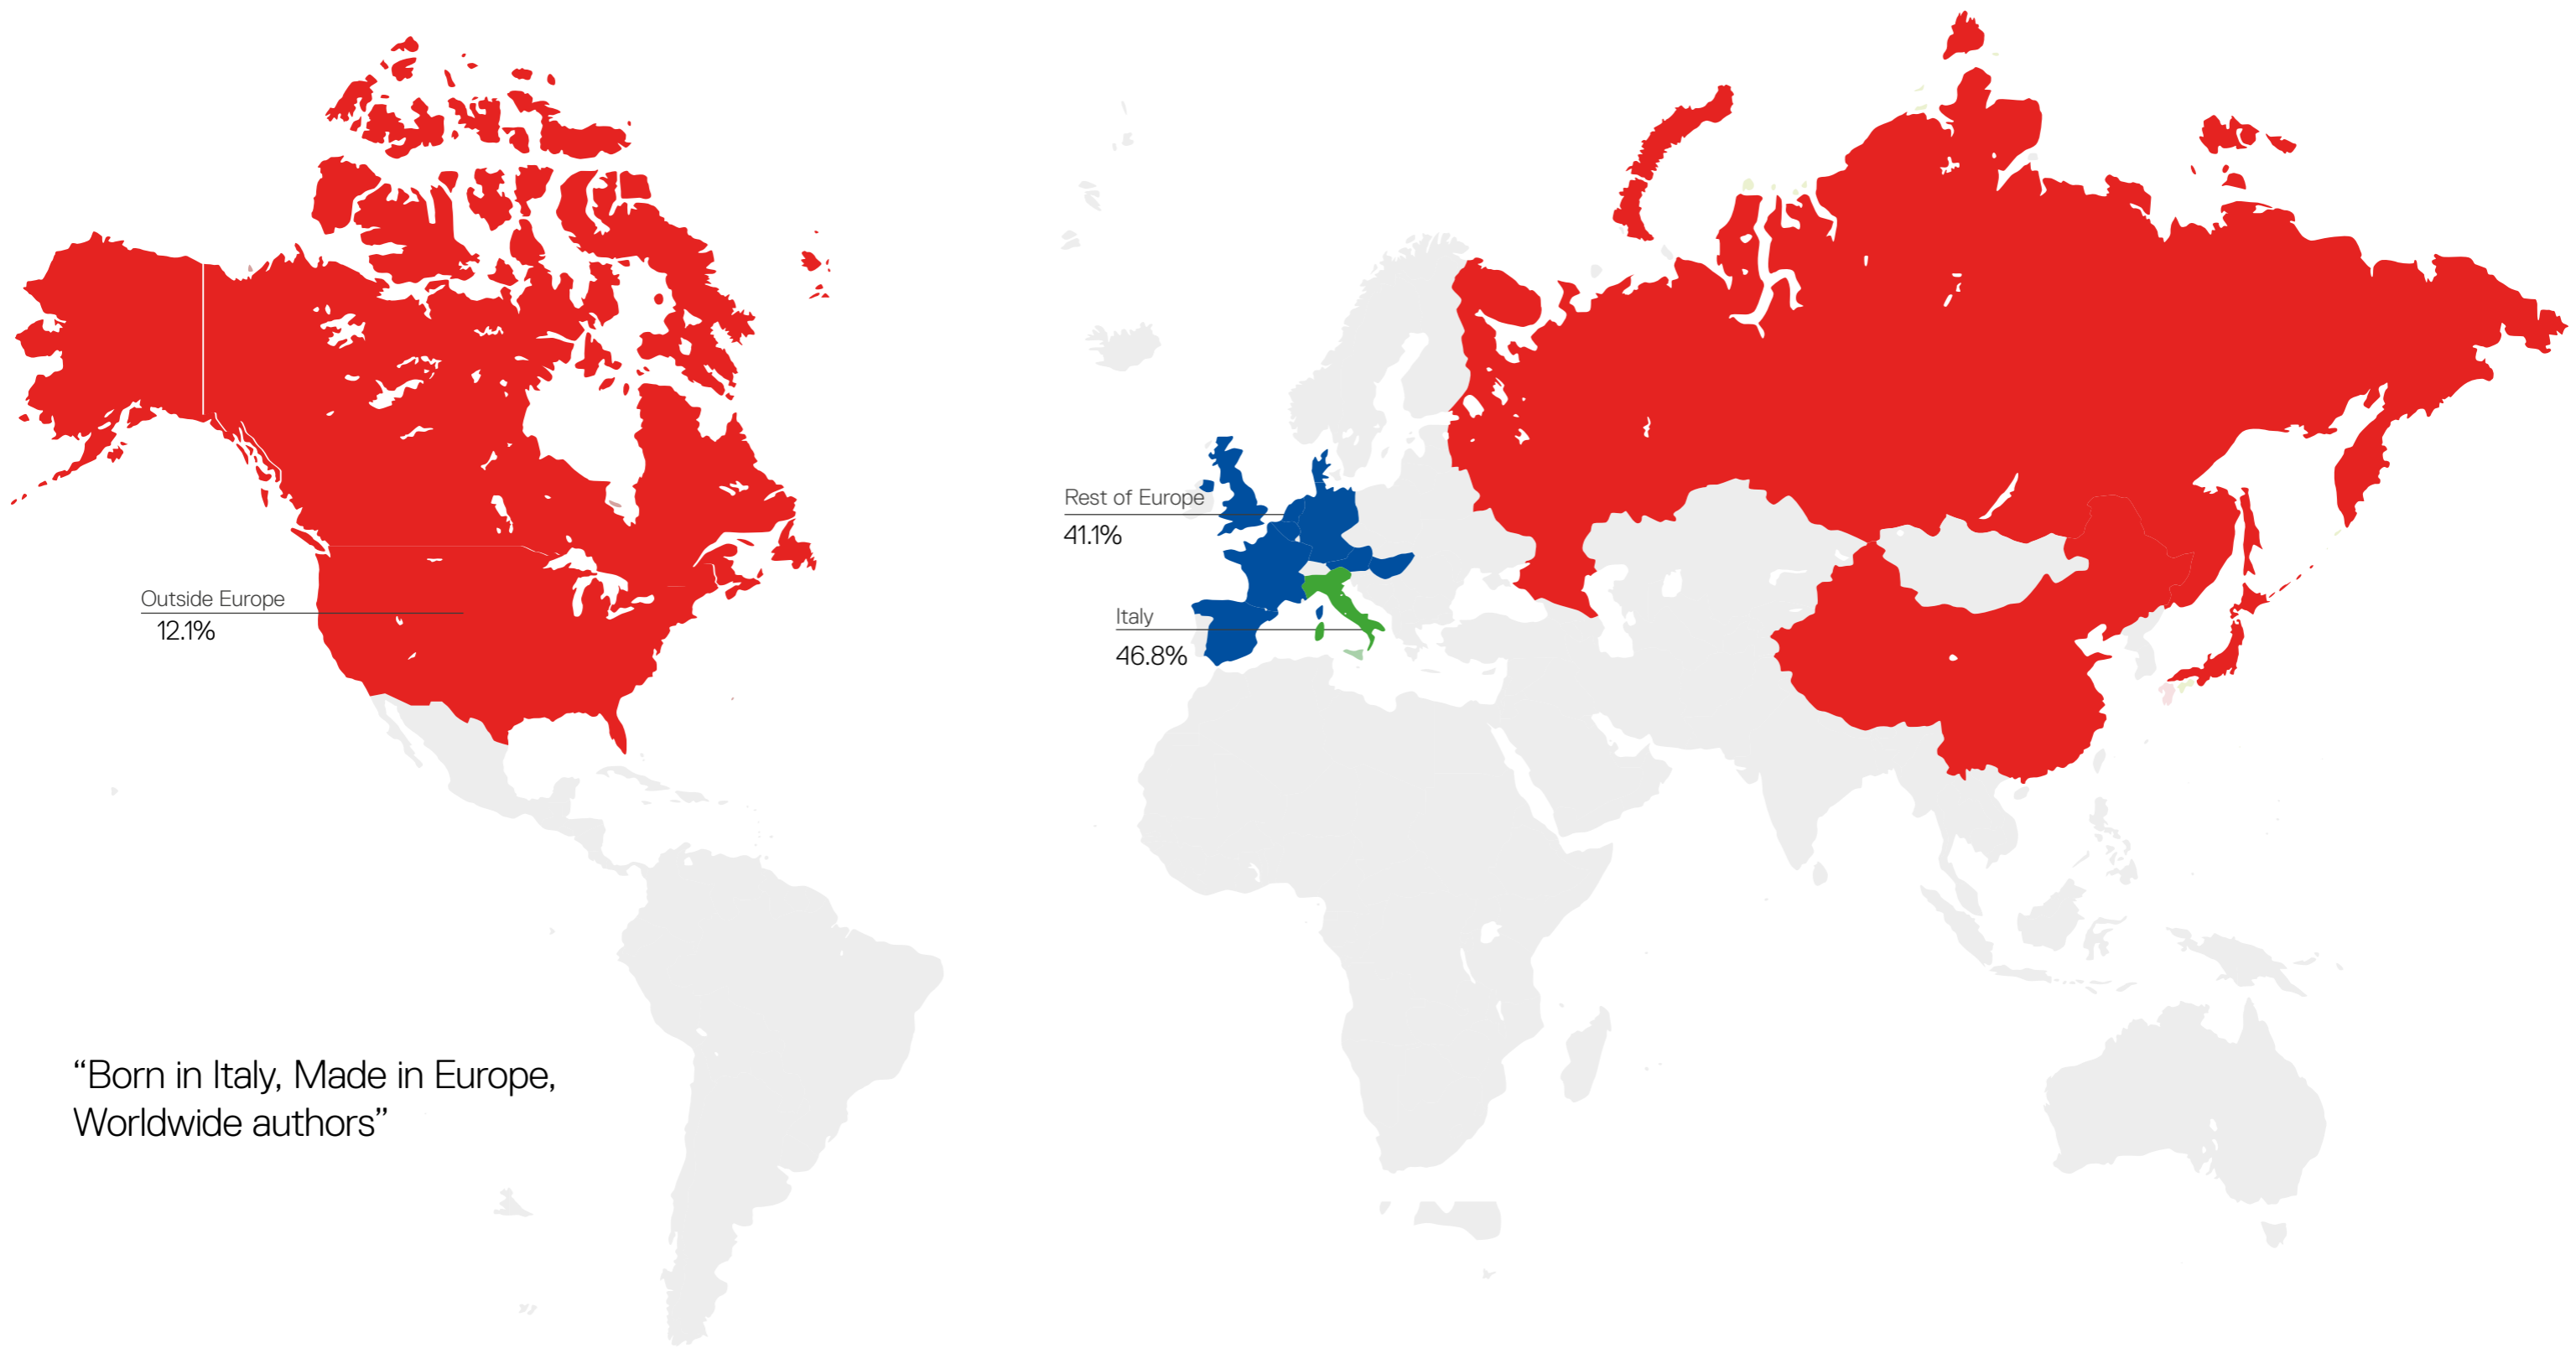 Rest of Europe
41.1%
Outside Europe
12.1%
Italy
46.8%
“Born in Italy, Made in Europe,
Worldwide authors”